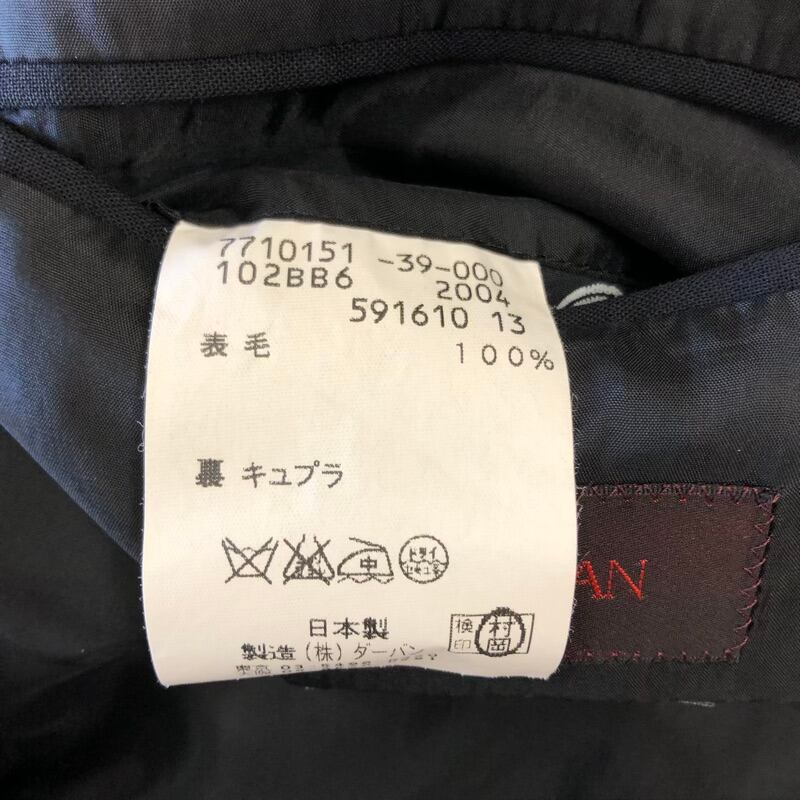 7710151 -39-000
102BB6 2004
591610 13
表 毛 100%
裏 キュプラ
中
ドライ
日本製
検印 村岡
製造 (株) ダーバン
AN